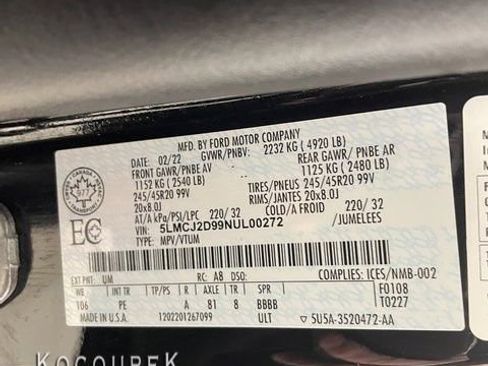 MFD. BY FORD MOTOR COMPANY
02/22 GVWR/PNBV: 2232 KG ( 4920 LB)
FRONT GAWR/PNBE AV REAR GAWR/PNBE AR
1152 KG ( 2540 LB) 1125 KG ( 2480 LB)
245/45R20 99V TIRES/PNEUS 245/45R20 99V
20x8.0J RIMS/JANTES 20x8.0J
AT/A kPa/PSI/LPC 220/ 32 COLD/A FROID 220/ 32
VIN: 5LMCJ2D99NUL00272 /JUMELEES
TYPE: MPV/VTUM
EC
COMPLIANCES: ICES/NMB-002
EXT PNT: UM RC: A8 DSO: F0108
WB INT TR TP/PS R AXLE TR SPR T0227
106 PE A 81 8 BBBB
MADE IN U.S.A. 1202201267099 ULT 5U5A-3520472-AA
KOCOUREK